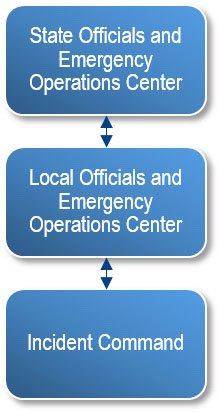 State Officials and
Emergency
Operations Center
Local Officials and
Emergency
Operations Center
Incident Command